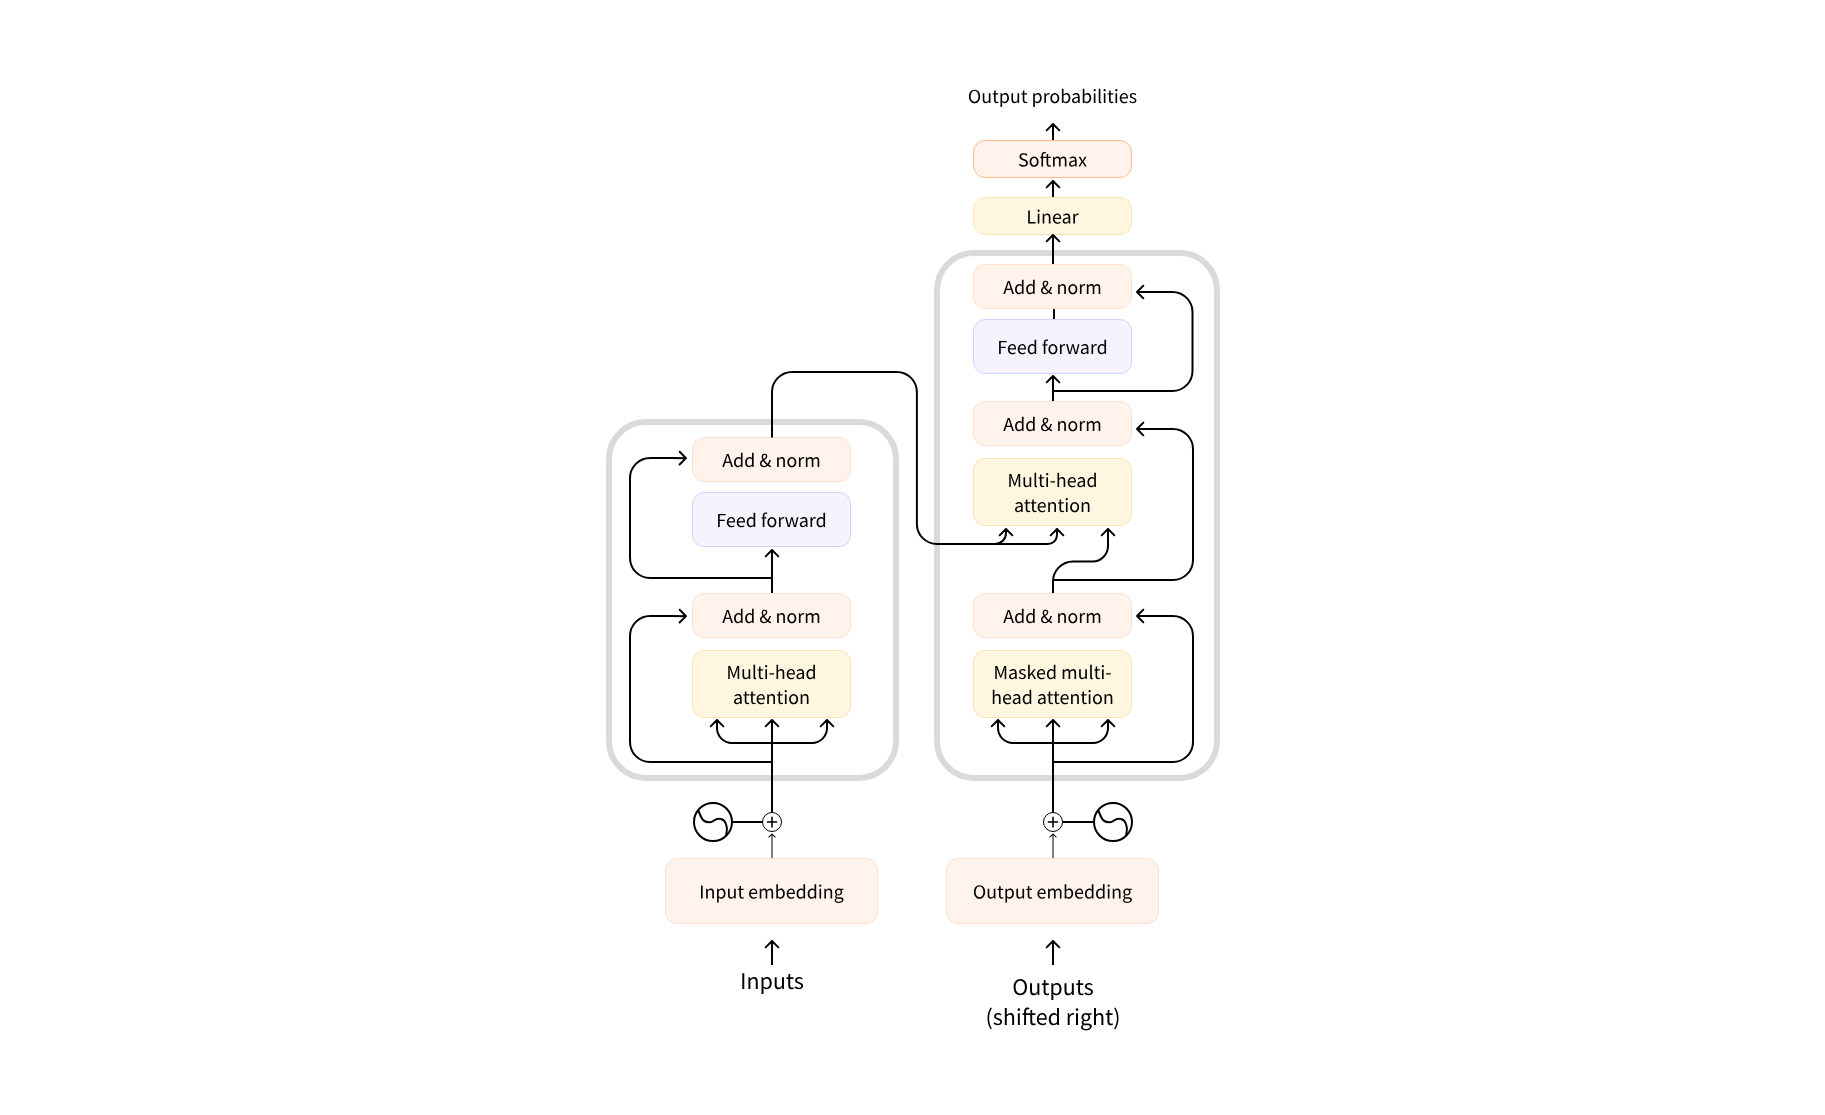 Output probabilities
Softmax
Linear
Add & norm
Feed forward
Add & norm
Multi-head
attention
Add & norm
Masked multi-
head attention
Output embedding
Outputs
(shifted right)
Add & norm
Feed forward
Add & norm
Multi-head
attention
Input embedding
Inputs